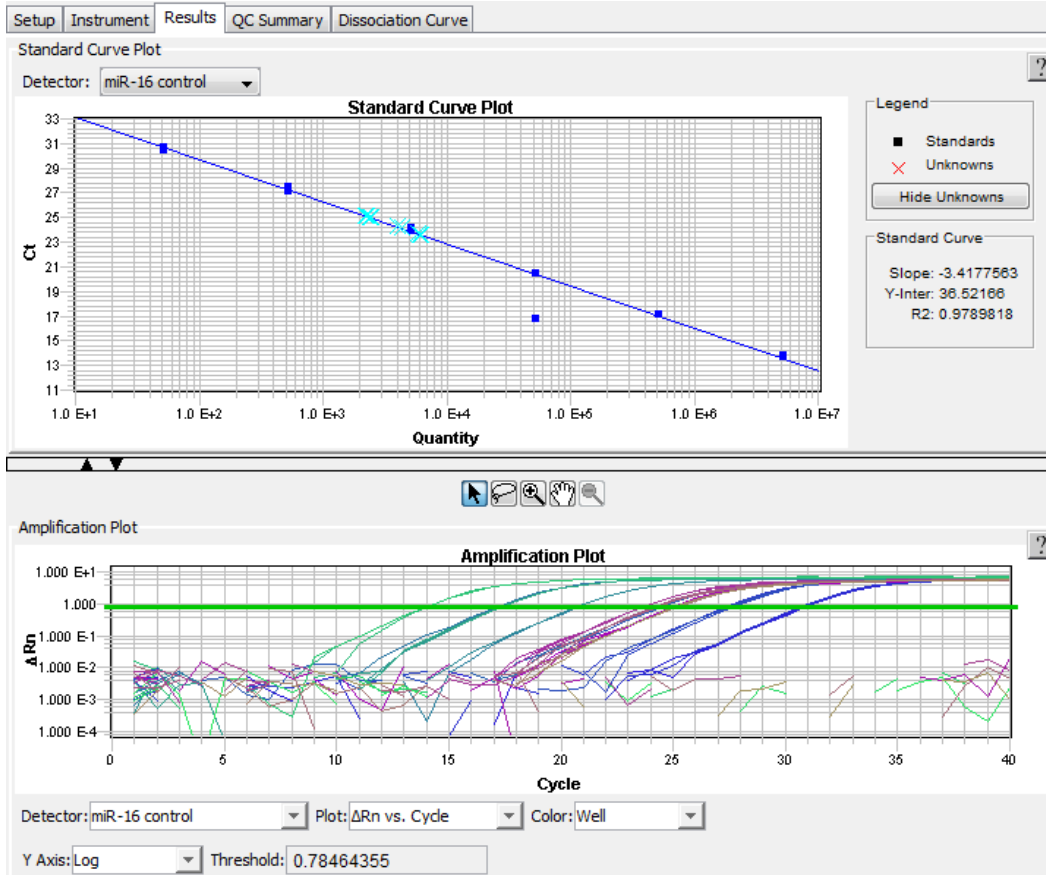 Setup Instrument Results QC Summary Dissociation Curve
Standard Curve Plot
Detector: miR-16 control
?
Standard Curve Plot
33
31
29
27
25
23
21
19
17
15
13
11
Ct
1.0 E+1 1.0 E+2 1.0 E+3 1.0 E+4 1.0 E+5 1.0 E+6 1.0 E+7
Quantity
Legend
Standards
Unknowns
Hide Unknowns
Standard Curve
Slope: -3.4177563
Y-Inter: 36.52166
R2: 0.9789818
Amplification Plot
?
Amplification Plot
1.000 E+1
1.000
1.000 E-1
1.000 E-2
1.000 E-3
1.000 E-4
Δ Rn
0 5 10 15 20 25 30 35 40
Cycle
Detector: miR-16 control Plot: ΔRn vs. Cycle Color: Well
Y Axis: Log Threshold: 0.78464355